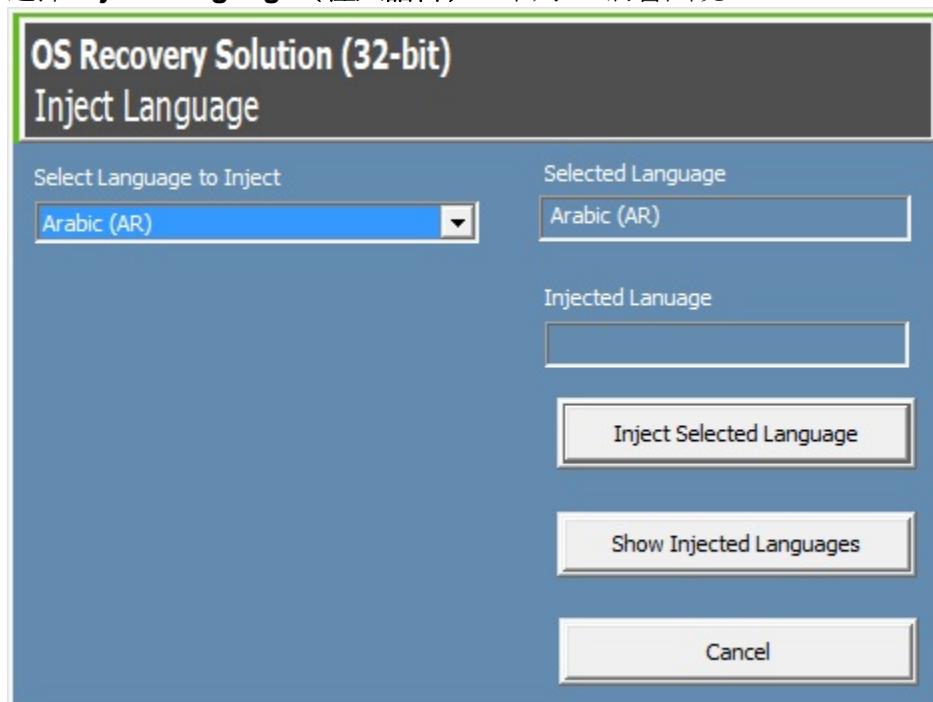 OS Recovery Solution (32-bit)
Inject Language
Select Language to Inject
Arabic (AR)
Selected Language
Arabic (AR)
Injected Lanuage
Inject Selected Language
Show Injected Languages
Cancel